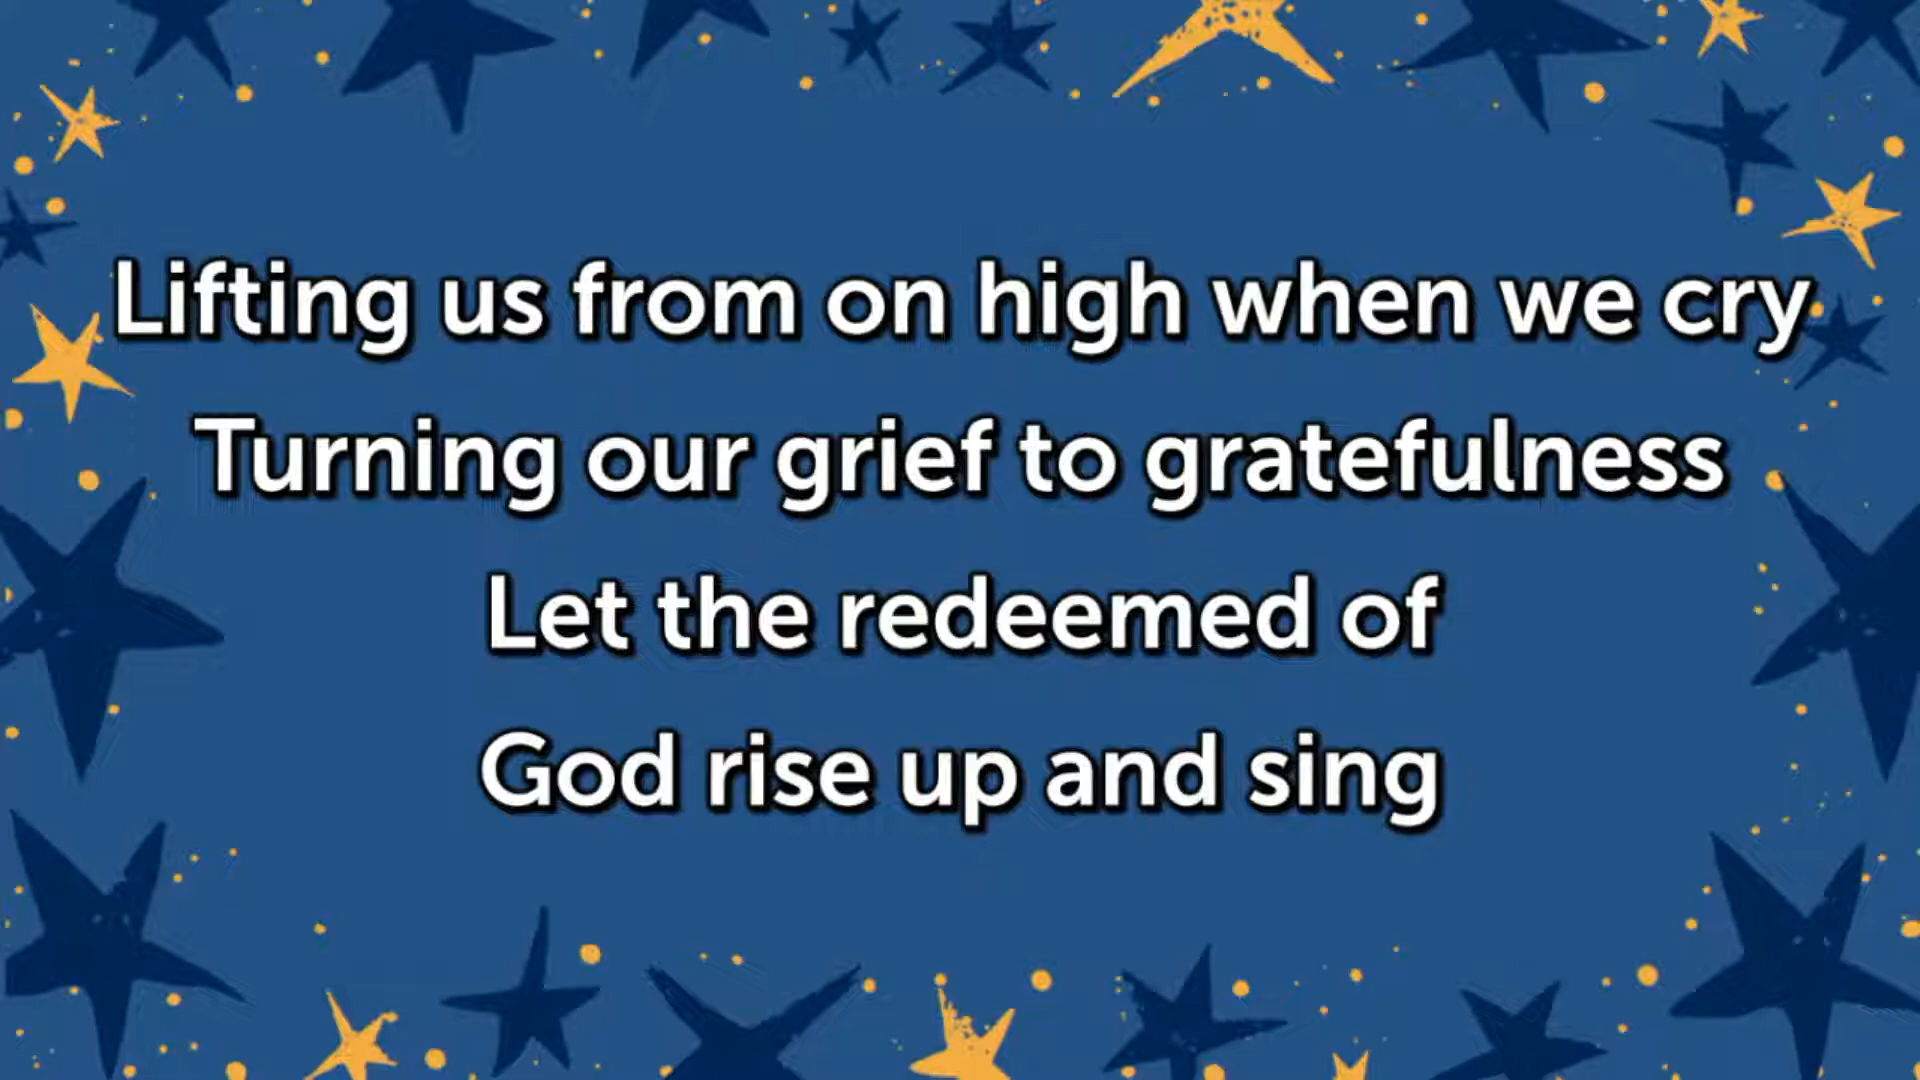 Lifting us from on high when we cry
Turning our grief to gratefulness
Let the redeemed of
God rise up and sing